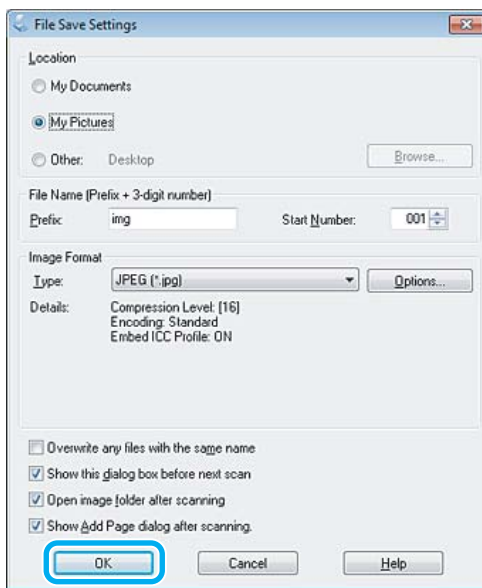 File Save Settings
Location
My Documents
My Pictures
Other: Desktop Browse...
File Name (Prefix + 3-digit number)
Prefix: img Start Number: 001
Image Format
Type: JPEG (*.jpg) Options...
Details: Compression Level: [16]
Encoding: Standard
Embed ICC Profile: ON
Overwrite any files with the same name
Show this dialog box before next scan
Open image folder after scanning
Show Add Page dialog after scanning.
OK Cancel Help